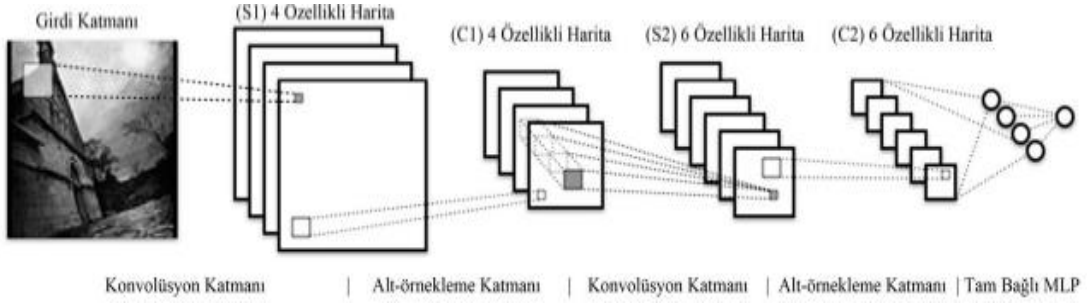 Girdi Katmanı
(S1) 4 Özellikli Harita
(C1) 4 Özellikli Harita
(S2) 6 Özellikli Harita
(C2) 6 Özellikli Harita
Konvolüsyon Katmanı | Alt-örnekleme Katmanı | Konvolüsyon Katmanı | Alt-örnekleme Katmanı | Tam Bağlı MLP